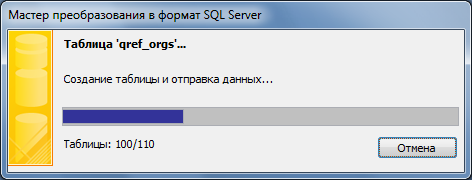 Мастер преобразования в формат SQL Server
Таблица 'qref_orgs'...
Создание таблицы и отправка данных...
Таблицы: 100/110
Отмена